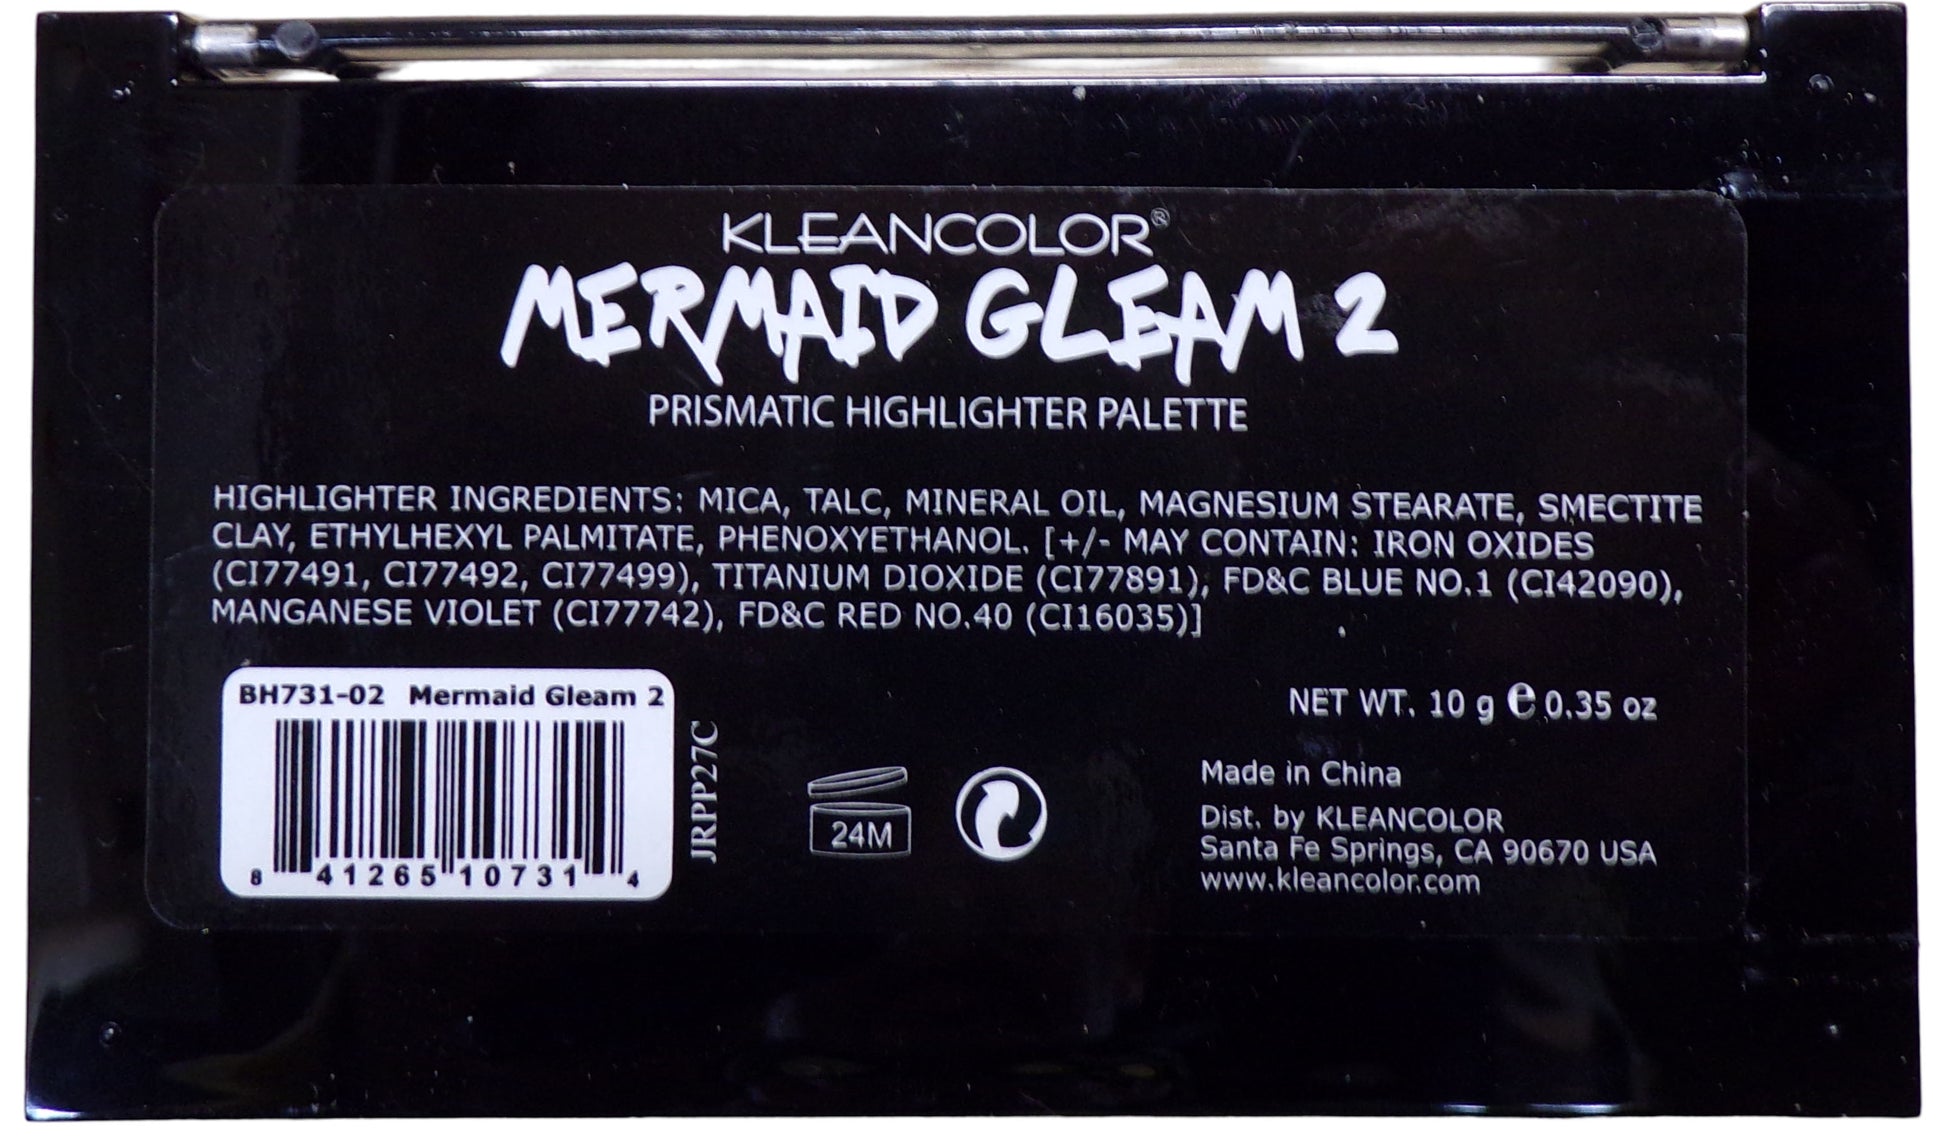 KLEANCOLOR®
MERMAID GLEAM 2
PRISMATIC HIGHLIGHTER PALETTE
HIGHLIGHTER INGREDIENTS: MICA, TALC, MINERAL OIL, MAGNESIUM STEARATE, SMECTITE
CLAY, ETHYLHEXYL PALMITATE, PHENOXYETHANOL. [+/- MAY CONTAIN: IRON OXIDES
(CI77491, CI77492, CI77499), TITANIUM DIOXIDE (CI77891), FD&C BLUE NO.1 (CI42090),
MANGANESE VIOLET (CI77742), FD&C RED NO.40 (CI16035)]
BH731-02 Mermaid Gleam 2
8 41265 10731 4
JRPP27C
24M
NET WT. 10 g ℮ 0.35 oz
Made in China
Dist. by KLEANCOLOR
Santa Fe Springs, CA 90670 USA
www.kleancolor.com